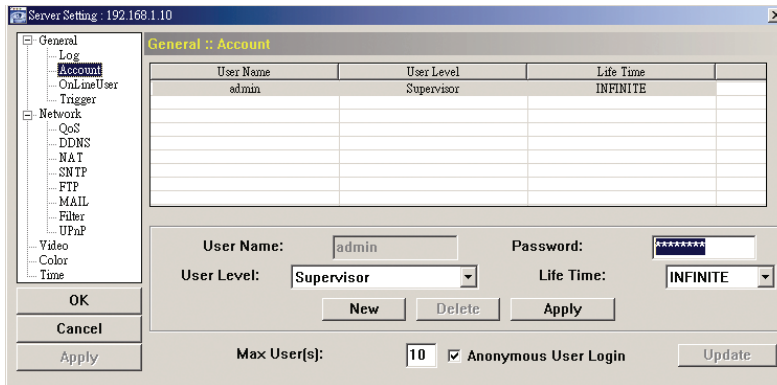 Server Setting : 192.168.1.10
General
Log
Account
OnLineUser
Trigger
Network
QoS
DDNS
NAT
SNTP
FTP
MAIL
Filter
UPnP
Video
Color
Time
OK
Cancel
Apply
General :: Account
User Name User Level Life Time
admin Supervisor INFINITE
User Name: admin Password: ********
User Level: Supervisor Life Time: INFINITE
New Delete Apply
Max User(s): 10 Anonymous User Login Update